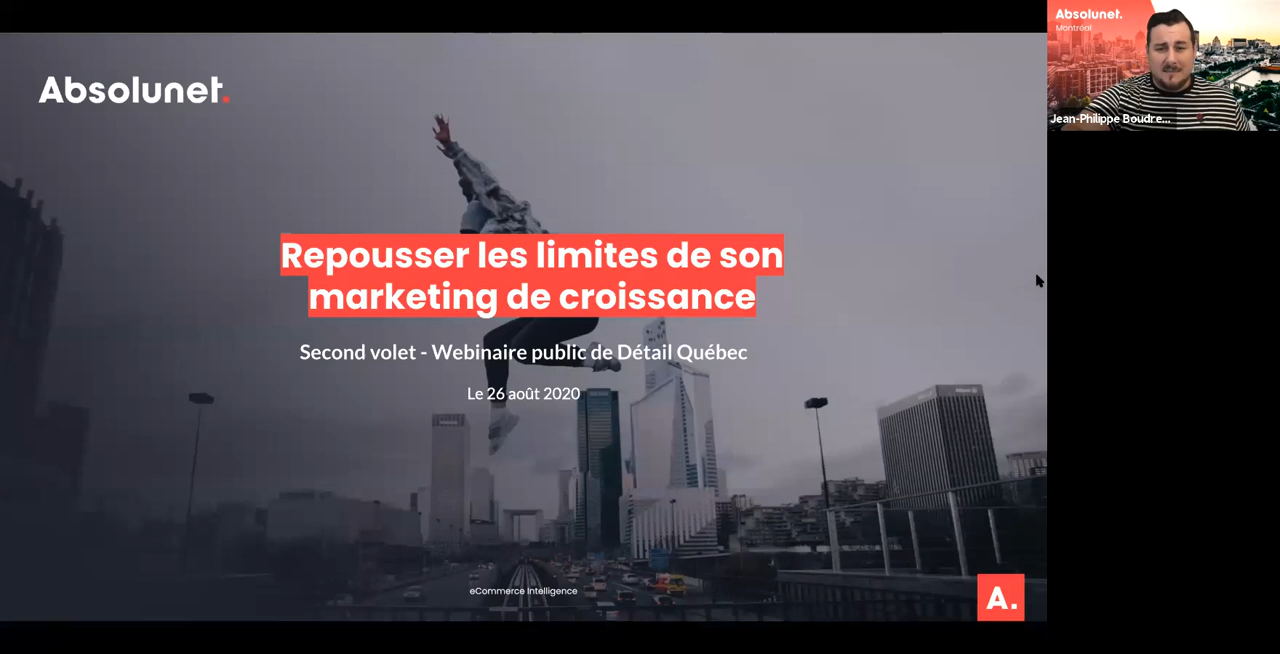 Absolunet.
Repousser les limites de son
marketing de croissance
Second volet - Webinaire public de Détail Québec
Le 26 août 2020
eCommerce Intelligence
A.
Absolunet.
Montréal
Jean-Philippe Boudre...